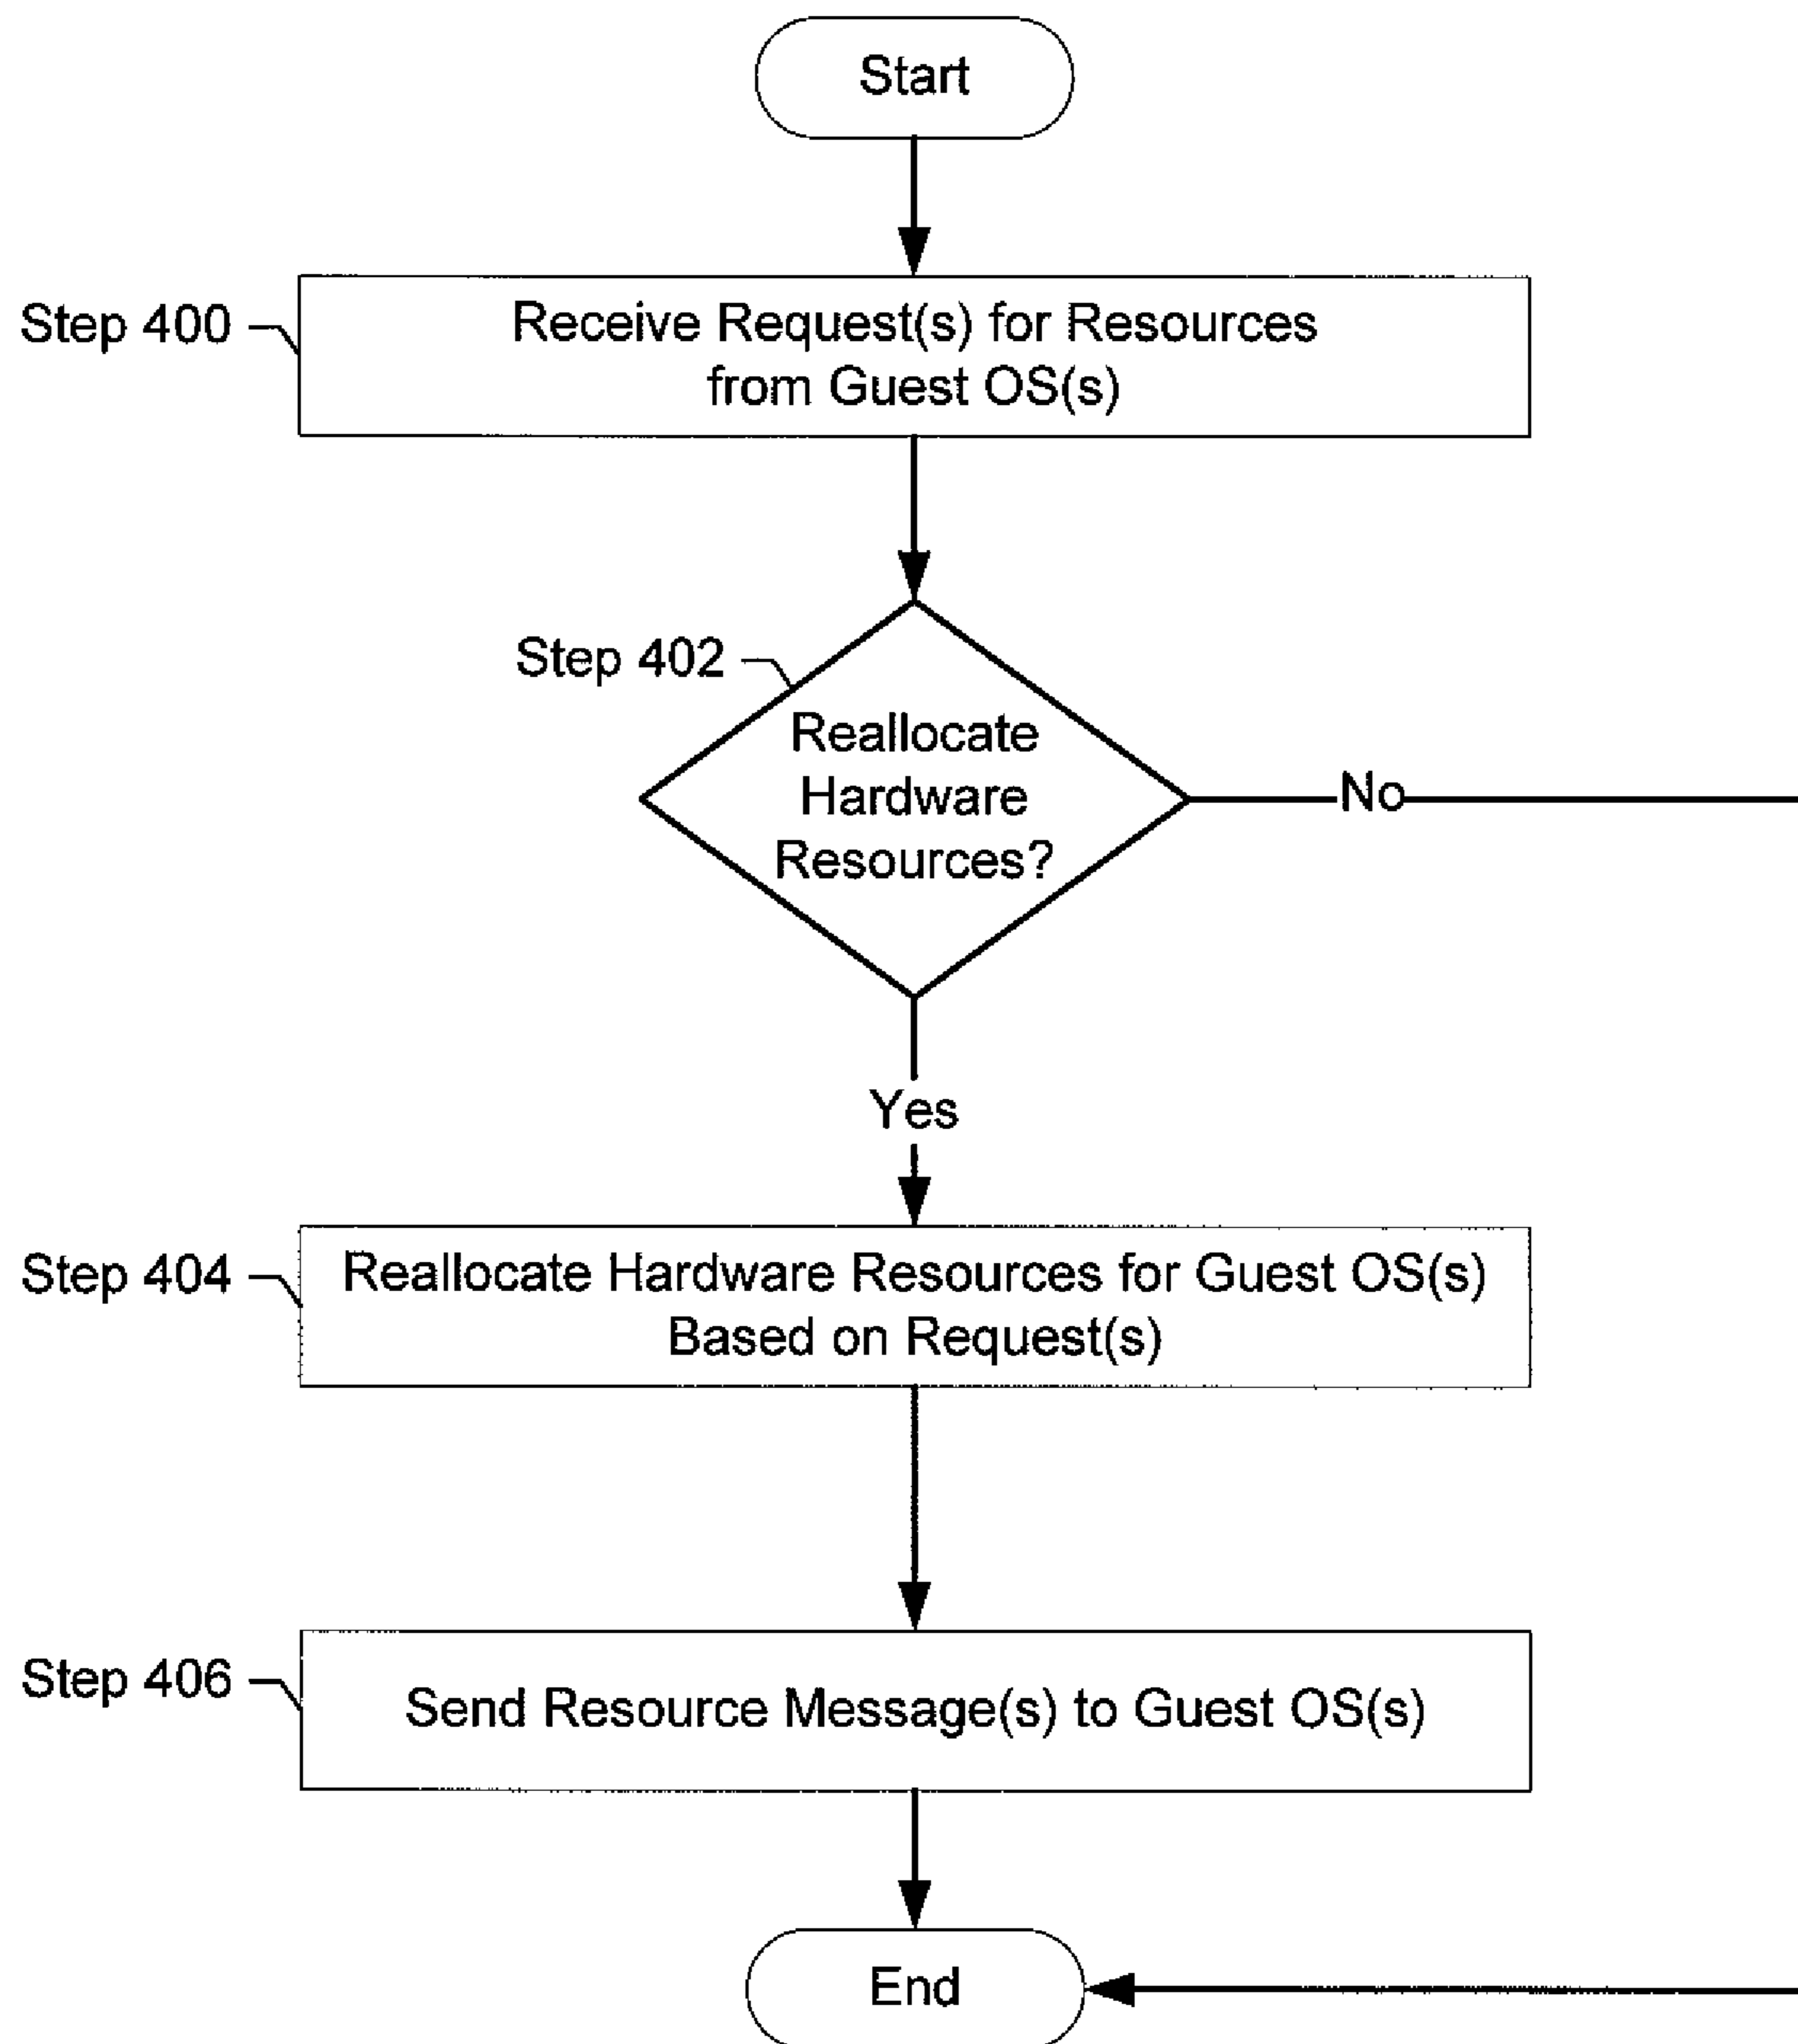 Start
Step 400
Receive Request(s) for Resources
from Guest OS(s)
Step 402
Reallocate
Hardware
Resources?
No
Yes
Step 404
Reallocate Hardware Resources for Guest OS(s)
Based on Request(s)
Step 406
Send Resource Message(s) to Guest OS(s)
End